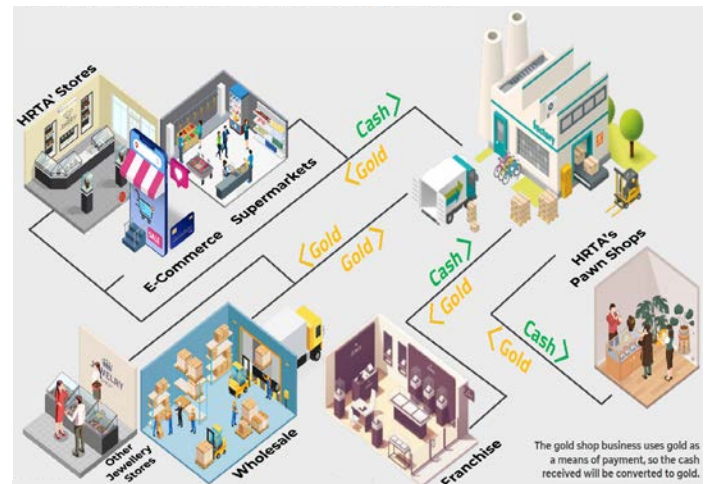 HRTA' Stores
Supermarkets
E-Commerce
Cash >
< Gold
factory
< Gold
Gold >
Cash >
< Gold
HRTA's
Pawn Shops
< Gold
Cash >
SALE
Other
Jewellery
Stores
Wholesale
Franchise
The gold shop business uses gold as
a means of payment, so the cash
received will be converted to gold.